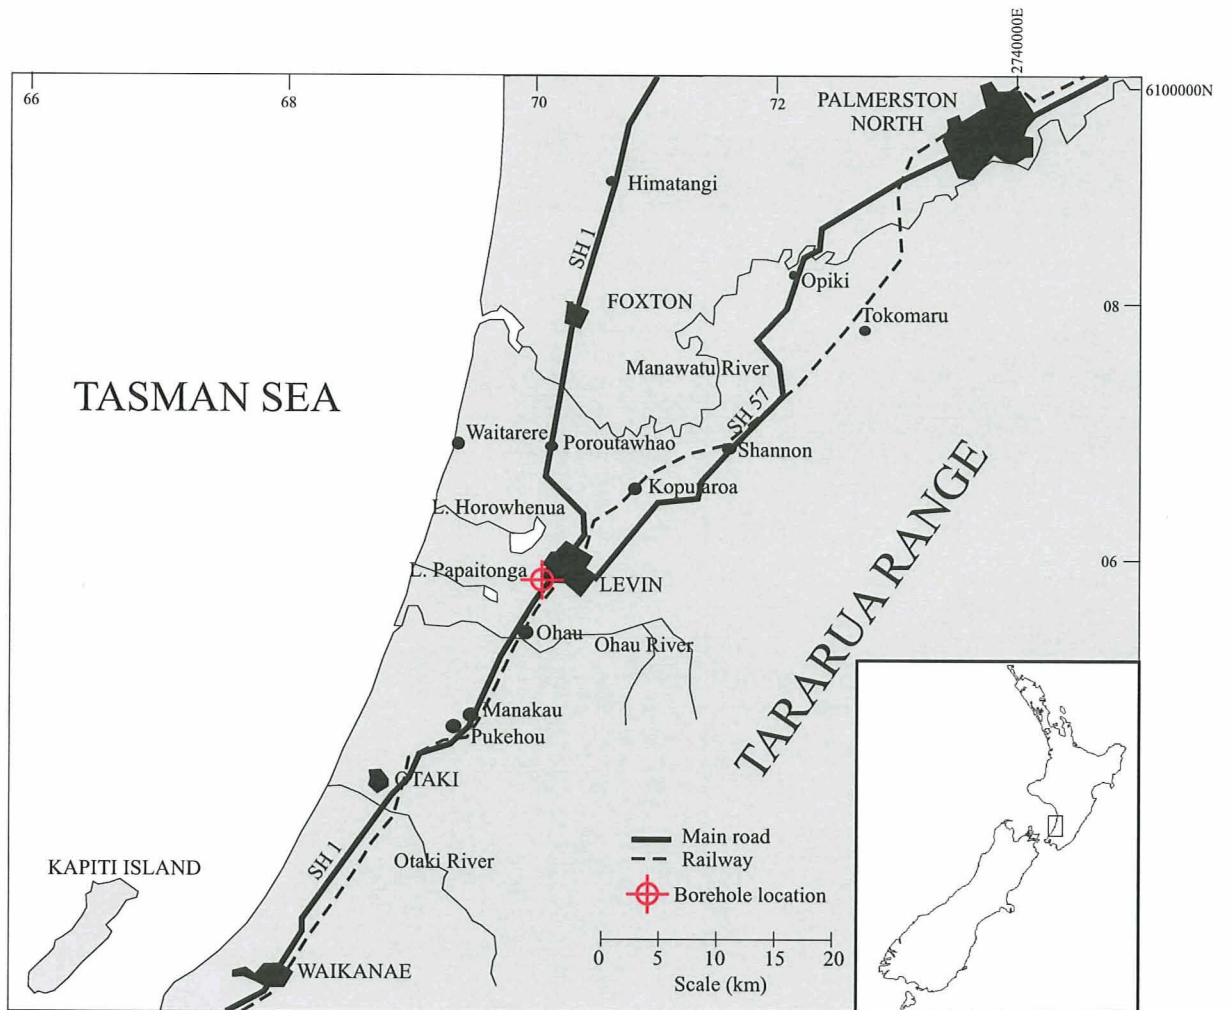 2740000E
66
68
70
72
6100000N
PALMERSTON
NORTH
Himatangi
SH 1
Opiki
FOXTON
08
Tokomaru
Manawatu River
TASMAN SEA
SH 57
Waitarere
Poroutawhao
Shannon
Koputaroa
L. Horowhenua
TARARUA RANGE
06
L. Papaitonga
LEVIN
Ohau
Ohau River
Manakau
Pukehou
OTAKI
Main road
Railway
SH 1
Otaki River
KAPITI ISLAND
Borehole location
0 5 10 15 20
Scale (km)
WAIKANAE